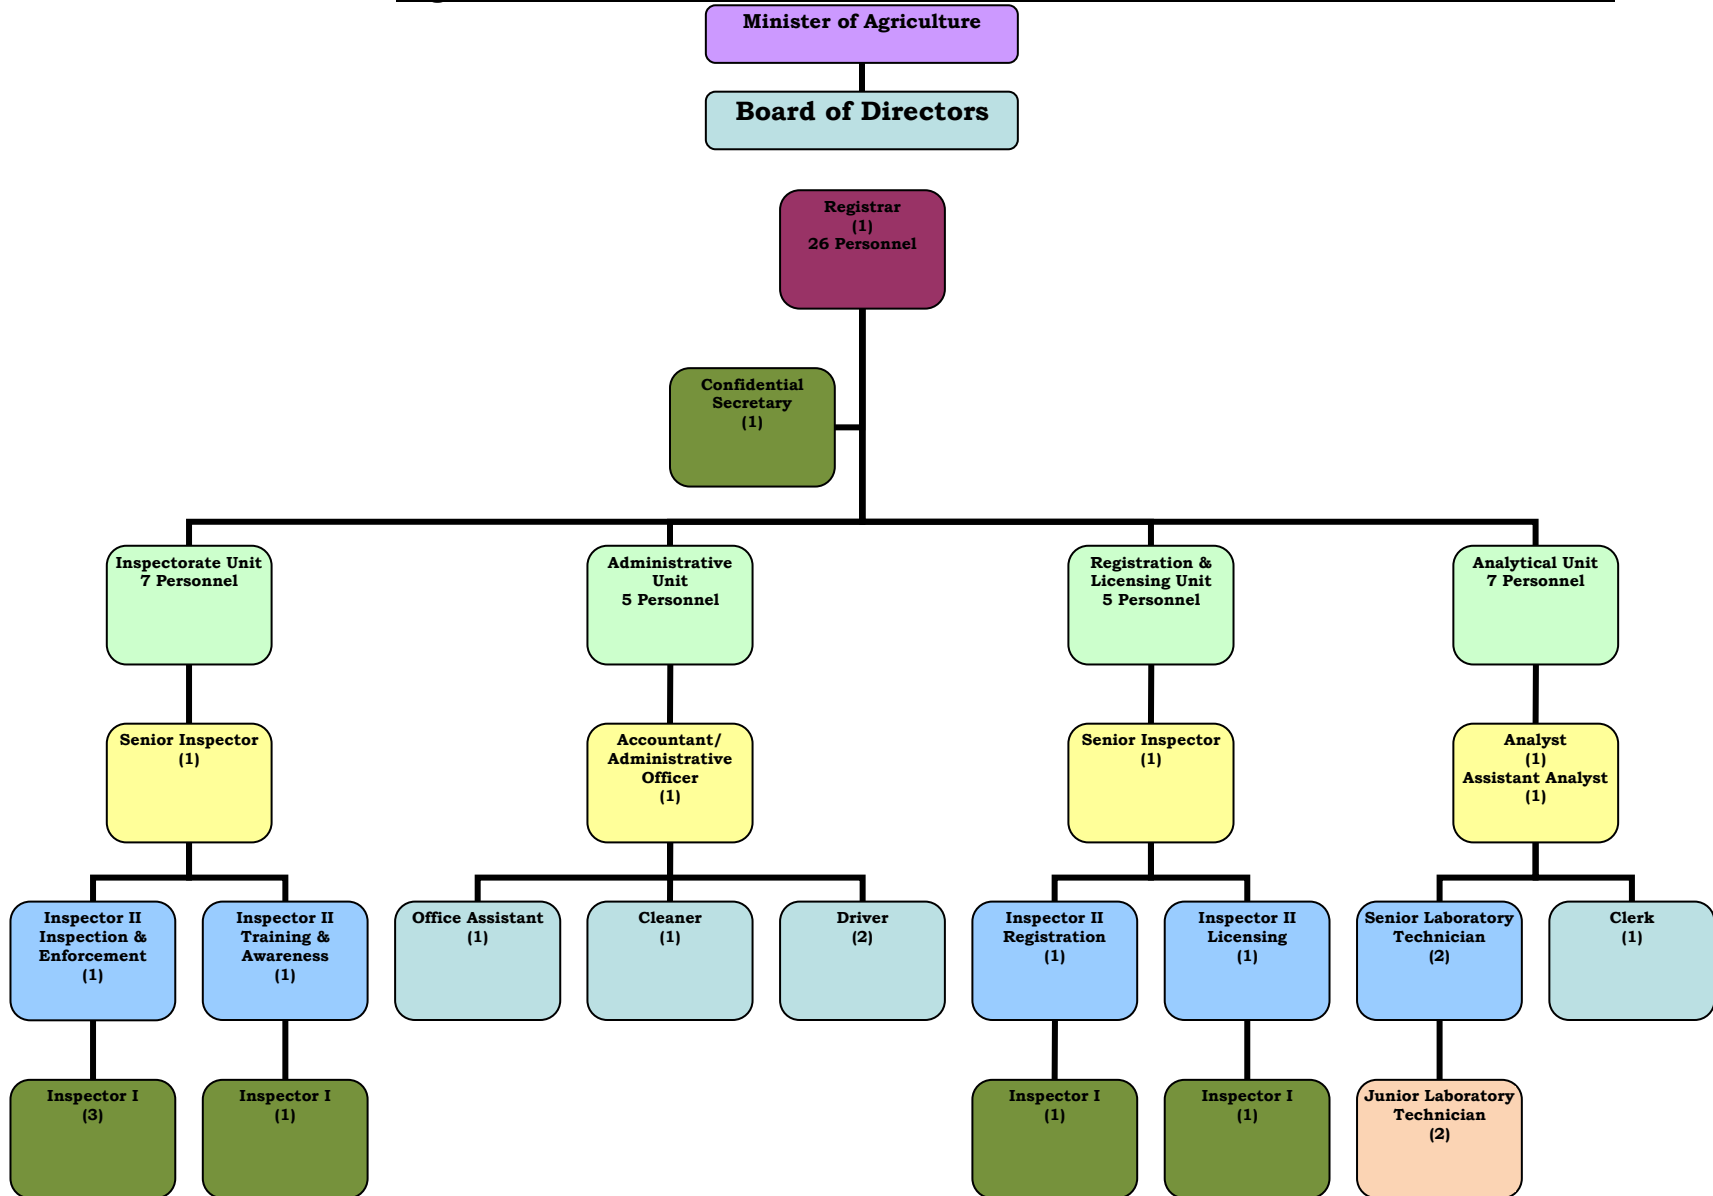 Minister of Agriculture
Board of Directors
Registrar
(1)
26 Personnel
Confidential
Secretary
(1)
Inspectorate Unit
7 Personnel
Administrative
Unit
5 Personnel
Registration &
Licensing Unit
5 Personnel
Analytical Unit
7 Personnel
Senior Inspector
(1)
Accountant/
Administrative
Officer
(1)
Senior Inspector
(1)
Analyst
(1)
Assistant Analyst
(1)
Inspector II
Inspection &
Enforcement
(1)
Inspector II
Training &
Awareness
(1)
Office Assistant
(1)
Cleaner
(1)
Driver
(2)
Inspector II
Registration
(1)
Inspector II
Licensing
(1)
Senior Laboratory
Technician
(2)
Clerk
(1)
Inspector I
(3)
Inspector I
(1)
Inspector I
(1)
Inspector I
(1)
Junior Laboratory
Technician
(2)